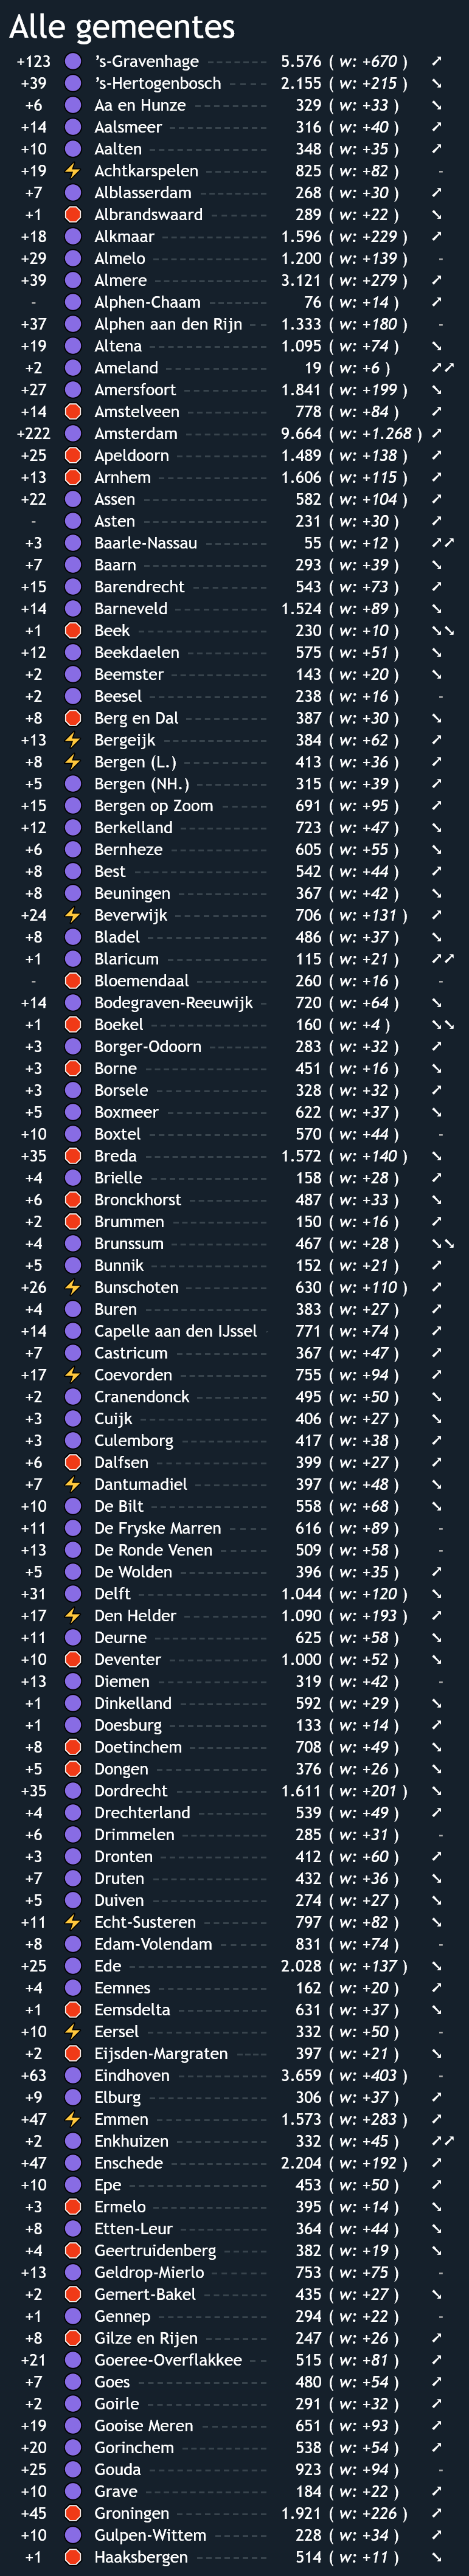 Alle gemeentes
+123 's-Gravenhage 5.576 ( w: +670 ) ➚
+39 's-Hertogenbosch 2.155 ( w: +215 ) ➘
+6 Aa en Hunze 329 ( w: +33 ) ➘
+14 Aalsmeer 316 ( w: +40 ) ➚
+10 Aalten 348 ( w: +35 ) ➚
+19 Achtkarspelen 825 ( w: +82 ) -
+7 Alblasserdam 268 ( w: +30 ) ➚
+1 Albrandswaard 289 ( w: +22 ) ➘
+18 Alkmaar 1.596 ( w: +229 ) ➚
+29 Almelo 1.200 ( w: +139 ) -
+39 Almere 3.121 ( w: +279 ) ➚
- Alphen-Chaam 76 ( w: +14 ) ➚
+37 Alphen aan den Rijn 1.333 ( w: +180 ) -
+19 Altena 1.095 ( w: +74 ) ➘
+2 Ameland 19 ( w: +6 ) ➚➚
+27 Amersfoort 1.841 ( w: +199 ) ➘
+14 Amstelveen 778 ( w: +84 ) ➚
+222 Amsterdam 9.664 ( w: +1.268 ) ➚
+25 Apeldoorn 1.489 ( w: +138 ) ➚
+13 Arnhem 1.606 ( w: +115 ) ➚
+22 Assen 582 ( w: +104 ) ➚
- Asten 231 ( w: +30 ) ➚
+3 Baarle-Nassau 55 ( w: +12 ) ➚➚
+7 Baarn 293 ( w: +39 ) ➘
+15 Barendrecht 543 ( w: +73 ) ➚
+14 Barneveld 1.524 ( w: +89 ) ➘
+1 Beek 230 ( w: +10 ) ➘➘
+12 Beekdaelen 575 ( w: +51 ) ➘
+2 Beemster 143 ( w: +20 ) ➘
+2 Beesel 238 ( w: +16 ) -
+8 Berg en Dal 387 ( w: +30 ) ➘
+13 Bergeijk 384 ( w: +62 ) ➚
+8 Bergen (L.) 413 ( w: +36 ) ➚
+5 Bergen (NH.) 315 ( w: +39 ) ➚
+15 Bergen op Zoom 691 ( w: +95 ) ➚
+12 Berkelland 723 ( w: +47 ) ➘
+6 Bernheze 605 ( w: +55 ) ➘
+8 Best 542 ( w: +44 ) ➚
+8 Beuningen 367 ( w: +42 ) ➘
+24 Beverwijk 706 ( w: +131 ) ➚
+8 Bladel 486 ( w: +37 ) ➘
+1 Blaricum 115 ( w: +21 ) ➚➚
- Bloemendaal 260 ( w: +16 ) -
+14 Bodegraven-Reeuwijk 720 ( w: +64 ) ➘
+1 Boekel 160 ( w: +4 ) ➘➘
+3 Borger-Odoorn 283 ( w: +32 ) ➚
+3 Borne 451 ( w: +16 ) ➘
+3 Borsele 328 ( w: +32 ) ➚
+5 Boxmeer 622 ( w: +37 ) ➘
+10 Boxtel 570 ( w: +44 ) -
+35 Breda 1.572 ( w: +140 ) ➘
+4 Brielle 158 ( w: +28 ) ➚
+6 Bronckhorst 487 ( w: +33 ) ➘
+2 Brummen 150 ( w: +16 ) ➚
+4 Brunssum 467 ( w: +28 ) ➘➘
+5 Bunnik 152 ( w: +21 ) ➚
+26 Bunschoten 630 ( w: +110 ) ➚
+4 Buren 383 ( w: +27 ) ➚
+14 Capelle aan den IJssel 771 ( w: +74 ) ➚
+7 Castricum 367 ( w: +47 ) ➚
+17 Coevorden 755 ( w: +94 ) ➚
+2 Cranendonck 495 ( w: +50 ) ➘
+3 Cuijk 406 ( w: +27 ) ➘
+3 Culemborg 417 ( w: +38 ) ➚
+6 Dalfsen 399 ( w: +27 ) ➚
+7 Dantumadiel 397 ( w: +48 ) ➘
+10 De Bilt 558 ( w: +68 ) ➘
+11 De Fryske Marren 616 ( w: +89 ) -
+13 De Ronde Venen 509 ( w: +58 ) -
+5 De Wolden 396 ( w: +35 ) ➚
+31 Delft 1.044 ( w: +120 ) ➘
+17 Den Helder 1.090 ( w: +193 ) ➚
+11 Deurne 625 ( w: +58 ) ➘
+10 Deventer 1.000 ( w: +52 ) ➘
+13 Diemen 319 ( w: +42 ) -
+1 Dinkelland 592 ( w: +29 ) ➘
+1 Doesburg 133 ( w: +14 ) ➚
+8 Doetinchem 708 ( w: +49 ) ➘
+5 Dongen 376 ( w: +26 ) ➘
+35 Dordrecht 1.611 ( w: +201 ) ➘
+4 Drechterland 539 ( w: +49 ) ➚
+6 Drimmelen 285 ( w: +31 ) -
+3 Dronten 412 ( w: +60 ) ➚
+7 Druten 432 ( w: +36 ) ➘
+5 Duiven 274 ( w: +27 ) ➘
+11 Echt-Susteren 797 ( w: +82 ) ➘
+8 Edam-Volendam 831 ( w: +74 ) -
+25 Ede 2.028 ( w: +137 ) ➘
+4 Eemnes 162 ( w: +20 ) ➚
+1 Eemsdelta 631 ( w: +37 ) ➘
+10 Eersel 332 ( w: +50 ) -
+2 Eijsden-Margraten 397 ( w: +21 ) ➘
+63 Eindhoven 3.659 ( w: +403 ) -
+9 Elburg 306 ( w: +37 ) ➚
+47 Emmen 1.573 ( w: +283 ) ➚
+2 Enkhuizen 332 ( w: +45 ) ➚➚
+47 Enschede 2.204 ( w: +192 ) ➚
+10 Epe 453 ( w: +50 ) ➚
+3 Ermelo 395 ( w: +14 ) ➘
+8 Etten-Leur 364 ( w: +44 ) ➘
+4 Geertruidenberg 382 ( w: +19 ) ➘
+13 Geldrop-Mierlo 753 ( w: +75 ) -
+2 Gemert-Bakel 435 ( w: +27 ) ➘
+1 Gennep 294 ( w: +22 ) -
+8 Gilze en Rijen 247 ( w: +26 ) ➚
+21 Goeree-Overflakkee 515 ( w: +81 ) ➚
+7 Goes 480 ( w: +54 ) ➚
+2 Goirle 291 ( w: +32 ) ➚
+19 Gooise Meren 651 ( w: +93 ) ➚
+20 Gorinchem 538 ( w: +54 ) ➚
+25 Gouda 923 ( w: +94 ) -
+10 Grave 184 ( w: +22 ) ➚
+45 Groningen 1.921 ( w: +226 ) ➚
+10 Gulpen-Wittem 228 ( w: +34 ) ➚
+1 Haaksbergen 514 ( w: +11 ) ➘